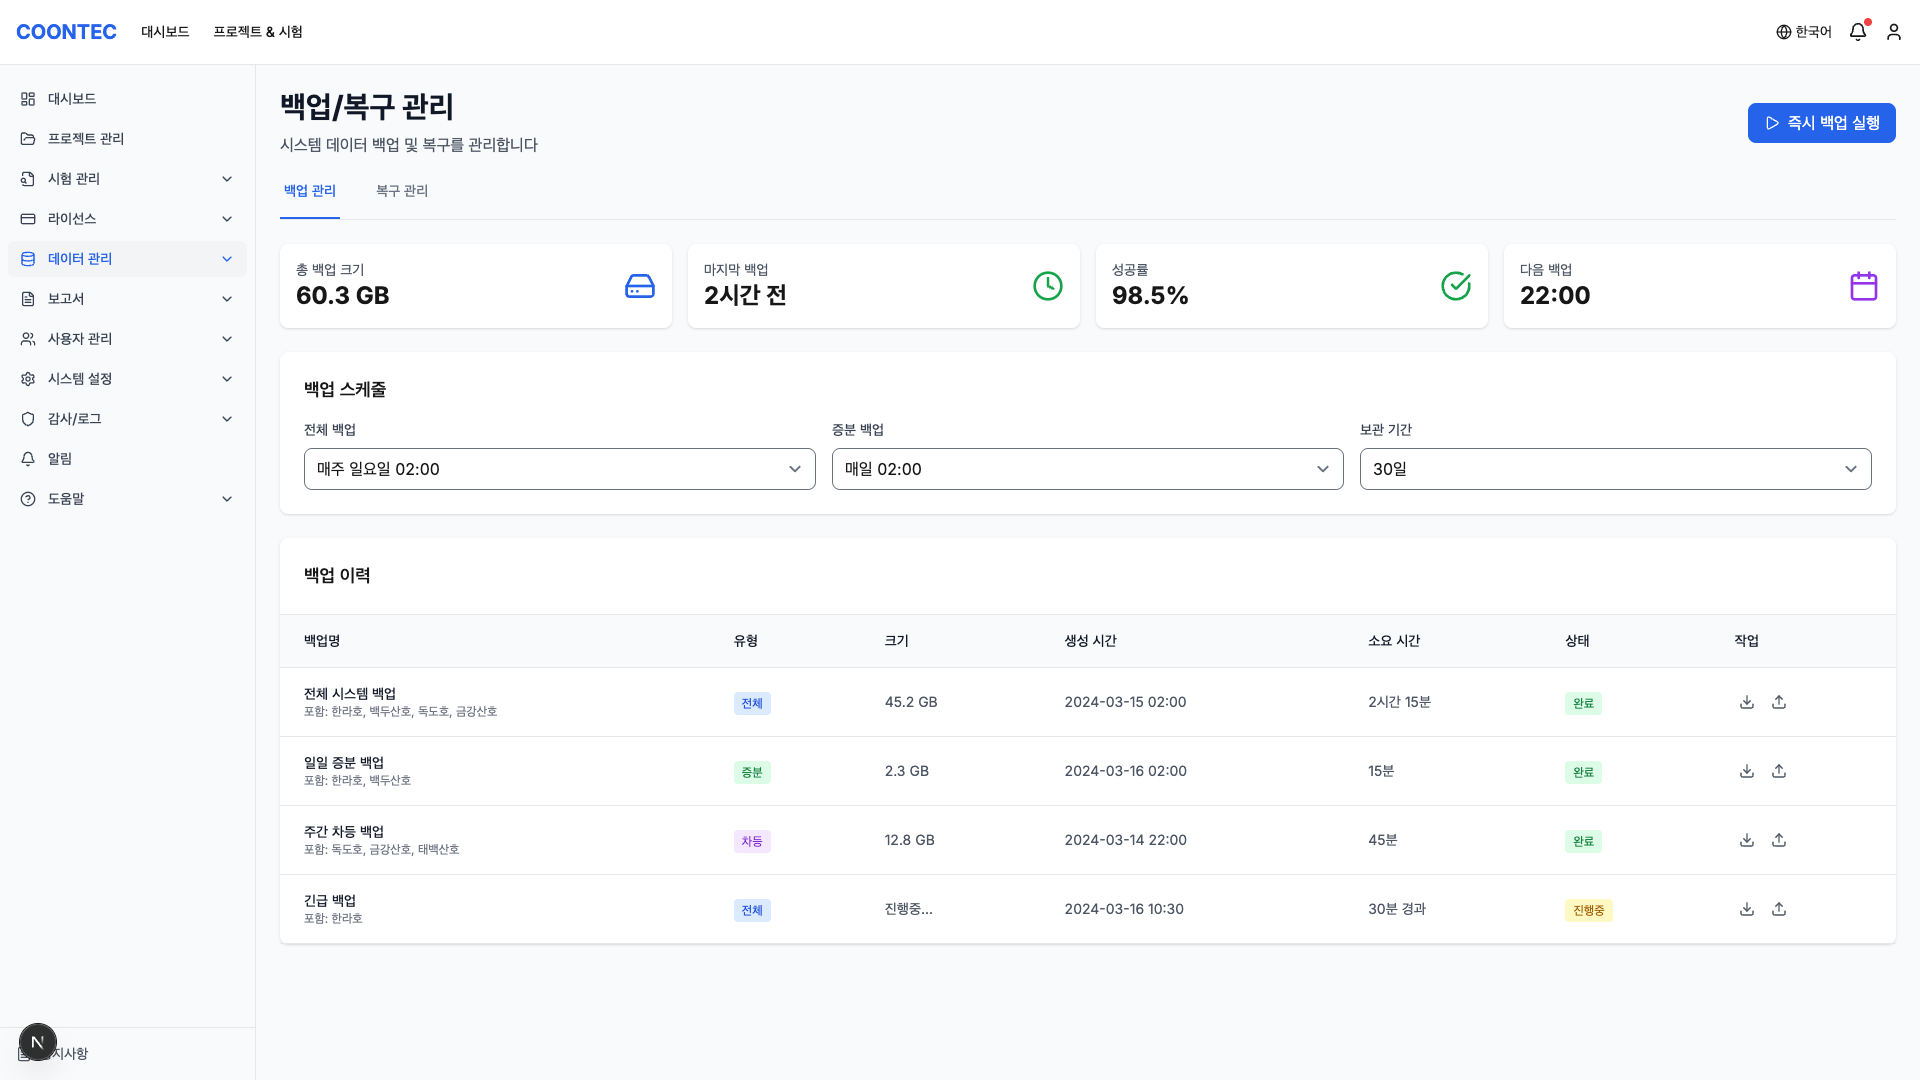 COONTEC
대시보드
프로젝트 & 시험
한국어
대시보드
프로젝트 관리
시험 관리
라이선스
데이터 관리
보고서
사용자 관리
시스템 설정
감사/로그
알림
도움말
지사항
N
백업/복구 관리
시스템 데이터 백업 및 복구를 관리합니다
즉시 백업 실행
백업 관리
복구 관리
총 백업 크기
60.3 GB
마지막 백업
2시간 전
성공률
98.5%
다음 백업
22:00
백업 스케줄
전체 백업
매주 일요일 02:00
증분 백업
매일 02:00
보관 기간
30일
백업 이력
백업명 유형 크기 생성 시간 소요 시간 상태 작업
전체 시스템 백업
포함: 한라호, 백두산호, 독도호, 금강산호
전체 45.2 GB 2024-03-15 02:00 2시간 15분 완료
일일 증분 백업
포함: 한라호, 백두산호
증분 2.3 GB 2024-03-16 02:00 15분 완료
주간 차등 백업
포함: 독도호, 금강산호, 태백산호
차등 12.8 GB 2024-03-14 22:00 45분 완료
긴급 백업
포함: 한라호
전체 진행중... 2024-03-16 10:30 30분 경과 진행중